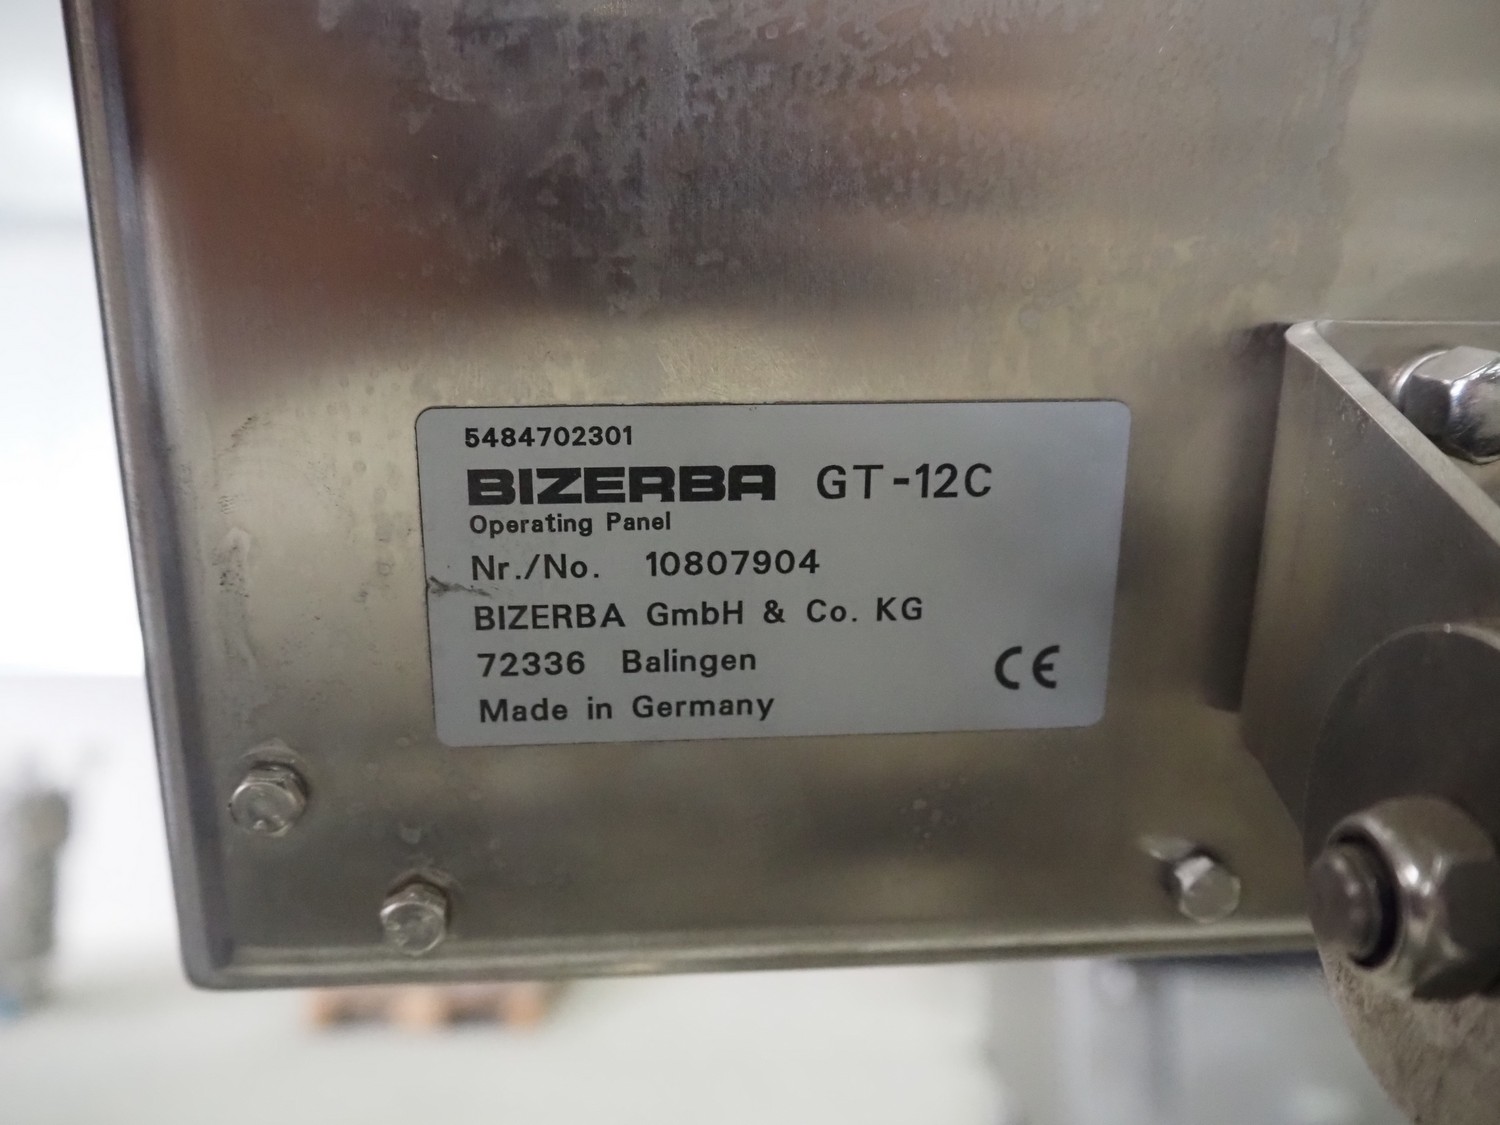 5484702301
BIZERBA GT-12C
Operating Panel
Nr./No. 10807904
BIZERBA GmbH & Co. KG
72336 Balingen
Made in Germany CE